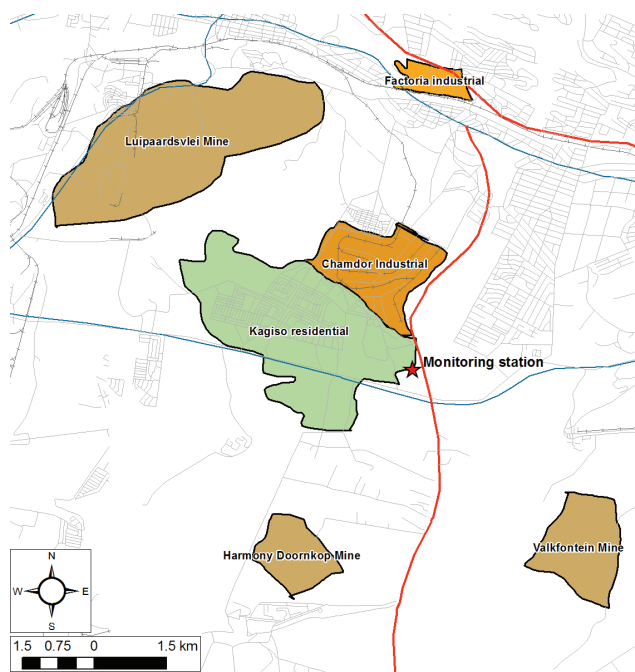 Factoria industrial
Luipaardsvlei Mine
Chamdor Industrial
Kagiso residential
Monitoring station
Harmony Doornkop Mine
Valkfontein Mine
N
W E
S
1.5 0.75 0 1.5 km